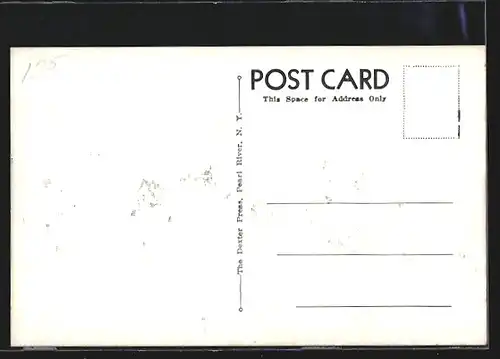 POST CARD
This Space for Address Only
The Dexter Press, Pearl River, N. Y.